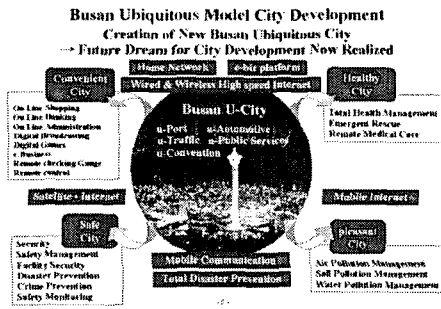 Busan Ubiquitous Model City Development
Creation of New Busan Ubiquitous City
→ Future Dream for City Development Now Realized
Home Network
e-biz platform
Wired & Wireless High speed Internet
Convenient
City
On Line Shopping
On Line Banking
On Line Administration
Digital Broadcasting
Digital Games
e-Business
Remote checking Gauge
Remote control
Healthy
City
Total Health Management
Emergent Rescue
Remote Medical Care
Busan U-City
u-Port u-Automotive
u-Traffic u-Public Services
u-Convention
Satellite - Internet
Mobile Internet
Safe
City
Security
Safety Management
Facility Security
Disaster Prevention
Crime Prevention
Safety Monitoring
Mobile Communication
Total Disaster Prevention
pleasant
City
Air Pollution Management
Soil Pollution Management
Water Pollution Management